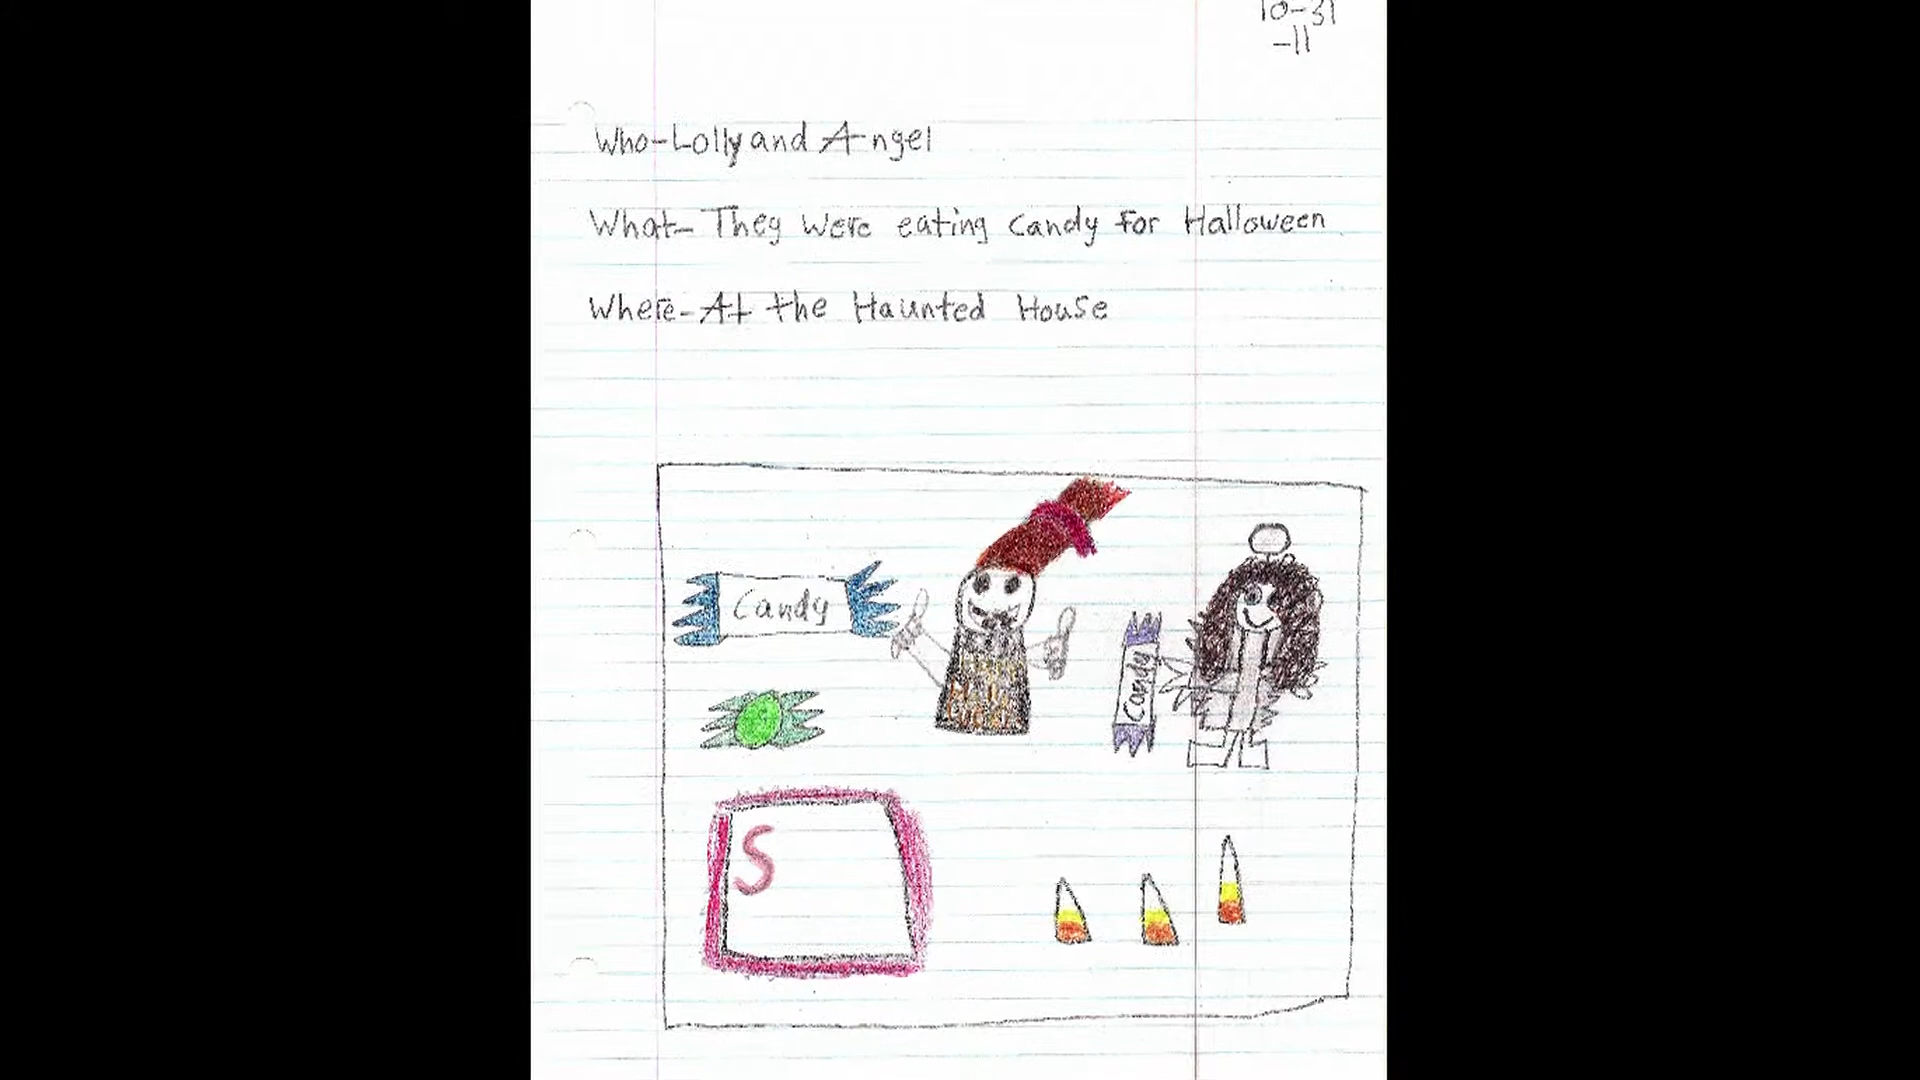 10-31
-11
Who-Lolly and Angel
What- They were eating Candy For Halloween
Where-At the Haunted House
Candy
Candy
S
S